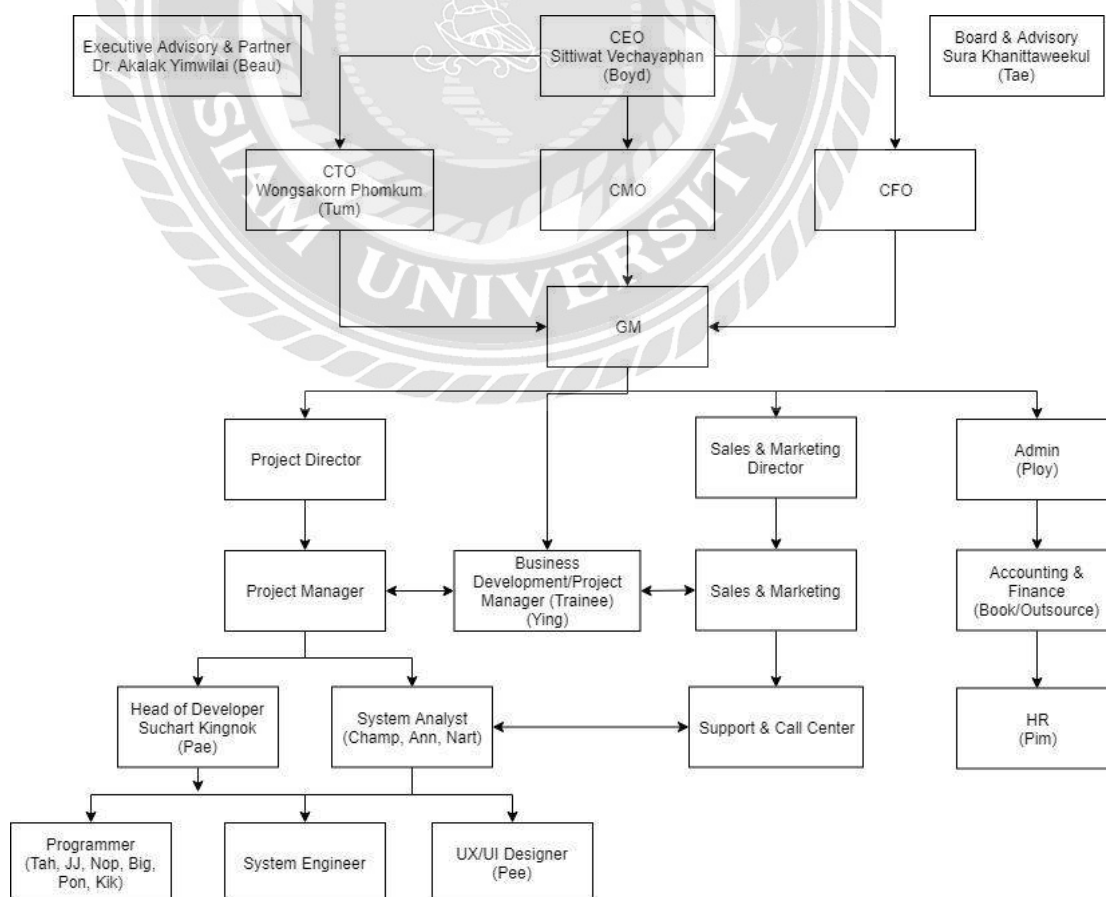 Executive Advisory & Partner
Dr. Akalak Yimwilai (Beau)
CEO
Sittiwat Vechayaphan
(Boyd)
Board & Advisory
Sura Khanittaweekul
(Tae)
CTO
Wongsakorn Phomkum
(Tum)
CMO
CFO
SIAM UNIVERSITY
GM
Project Director
Sales & Marketing
Director
Admin
(Ploy)
Project Manager
Business
Development/Project
Manager (Trainee)
(Ying)
Sales & Marketing
Accounting &
Finance
(Book/Outsource)
Head of Developer
Suchart Kingnok
(Pae)
System Analyst
(Champ, Ann, Nart)
Support & Call Center
HR
(Pim)
Programmer
(Tah, JJ, Nop, Big,
Pon, Kik)
System Engineer
UX/UI Designer
(Pee)